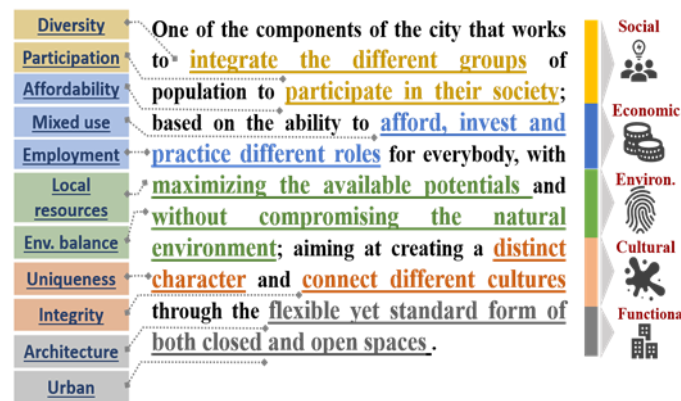 Diversity
Participation
Affordability
Mixed use
Employment
Local
resources
Env. balance
Uniqueness
Integrity
Architecture
Urban
One of the components of the city that works
to integrate the different groups of
population to participate in their society;
based on the ability to afford, invest and
practice different roles for everybody, with
maximizing the available potentials and
without compromising the natural
environment; aiming at creating a distinct
character and connect different cultures
through the flexible yet standard form of
both closed and open spaces .
Social
Economic
Environ.
Cultural
Functiona